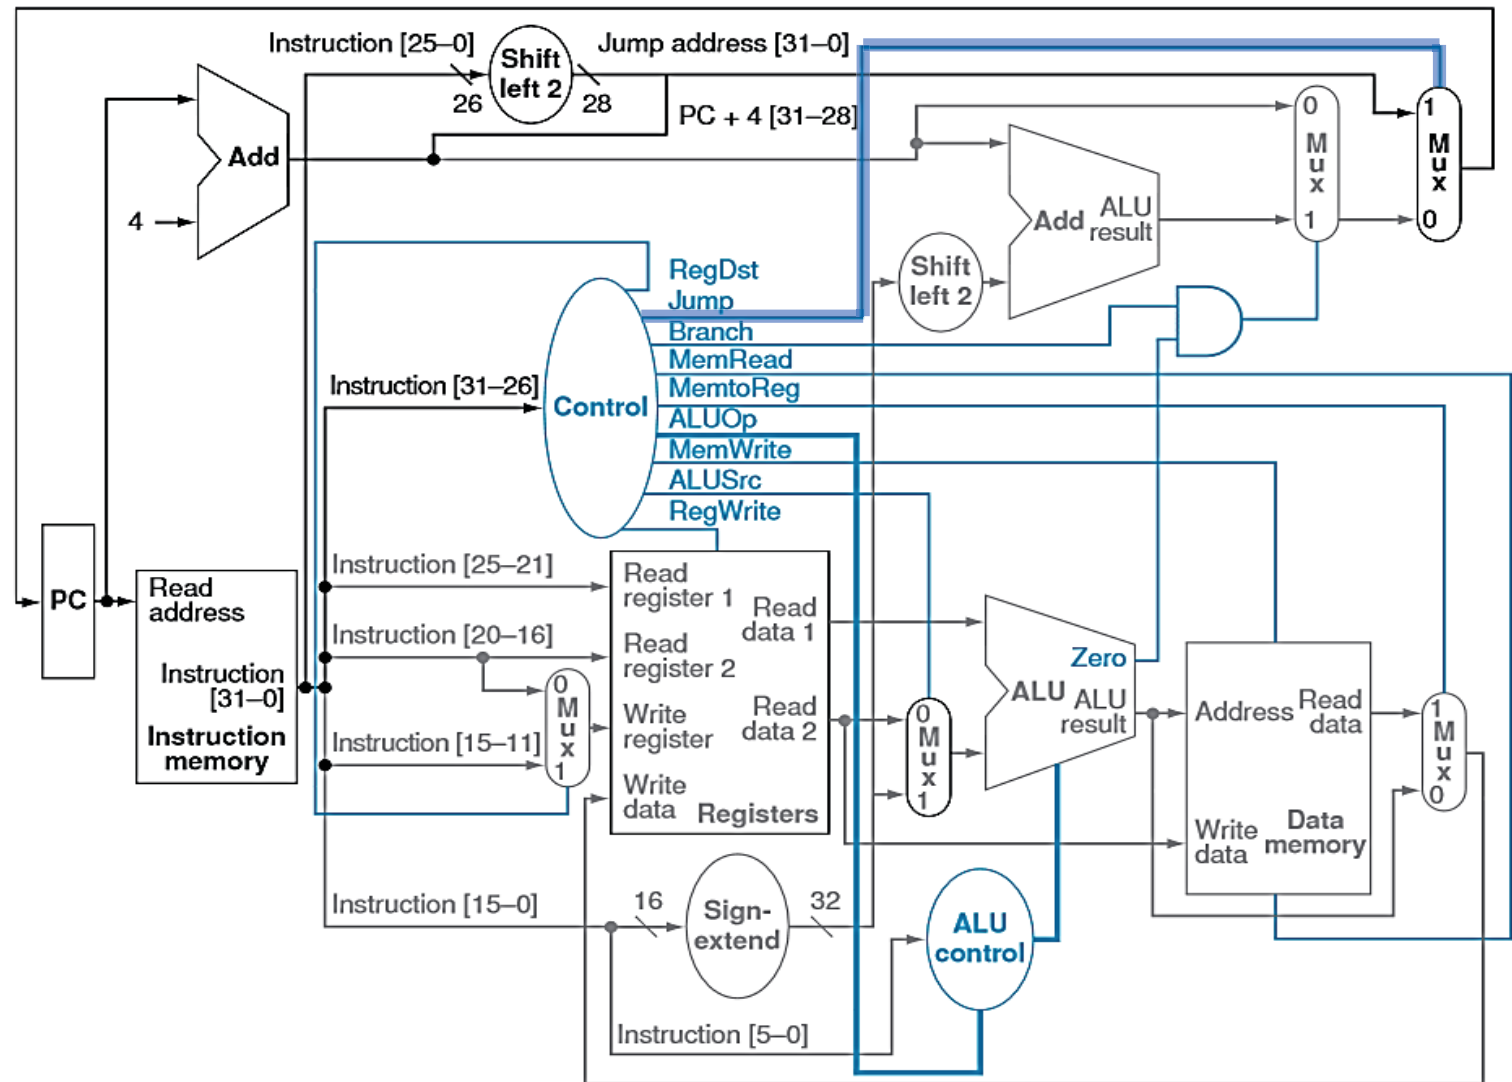 Instruction [25–0]
Shift
left 2
Jump address [31–0]
26
28
PC + 4 [31–28]
Add
4
0
M
u
x
1
1
M
u
x
0
Add
ALU
result
Shift
left 2
RegDst
Jump
Branch
MemRead
MemtoReg
ALUOp
MemWrite
ALUSrc
RegWrite
Instruction [31–26]
Control
PC
Read
address
Instruction
[31–0]
Instruction
memory
Instruction [25–21]
Instruction [20–16]
Instruction [15–11]
0
M
u
x
1
Read
register 1
Read
register 2
Write
register
Write
data
Read
data 1
Read
data 2
Registers
0
M
u
x
1
Zero
ALU
ALU
result
Address
Read
data
Write
data
Data
memory
1
M
u
x
0
Instruction [15–0]
16
Sign-
extend
32
ALU
control
Instruction [5–0]